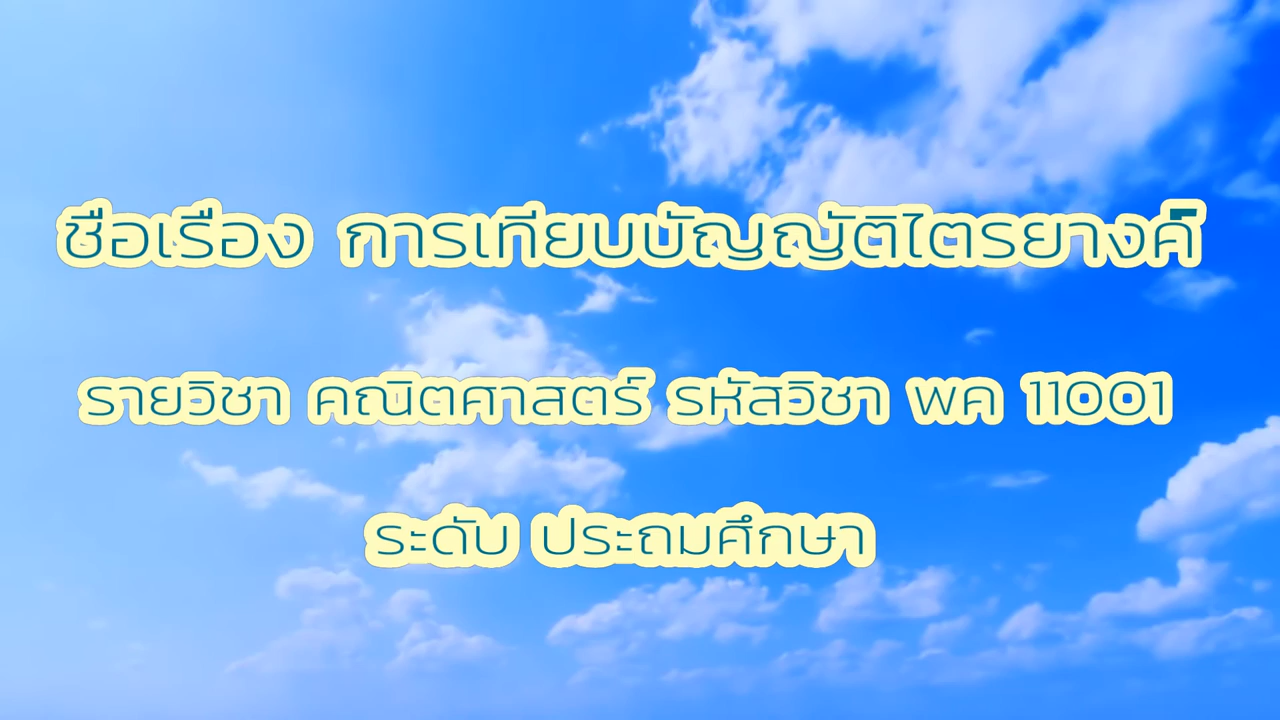 ชื่อเรื่อง การเทียบบัญญัติไตรยางค์
รายวิชา คณิตศาสตร์ รหัสวิชา พค 11001
ระดับ ประถมศึกษา